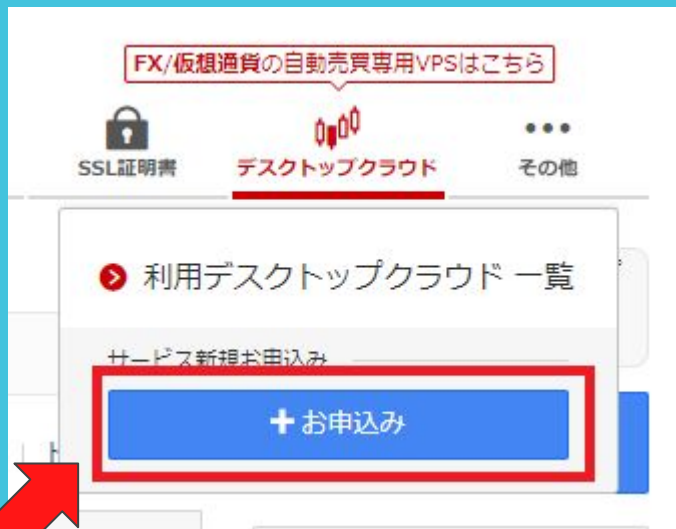 FX/仮想通貨の自動売買専用VPSはこちら
SSL証明書
デスクトップクラウド
その他
利用デスクトップクラウド 一覧
サービス新規お申込み
+お申込み